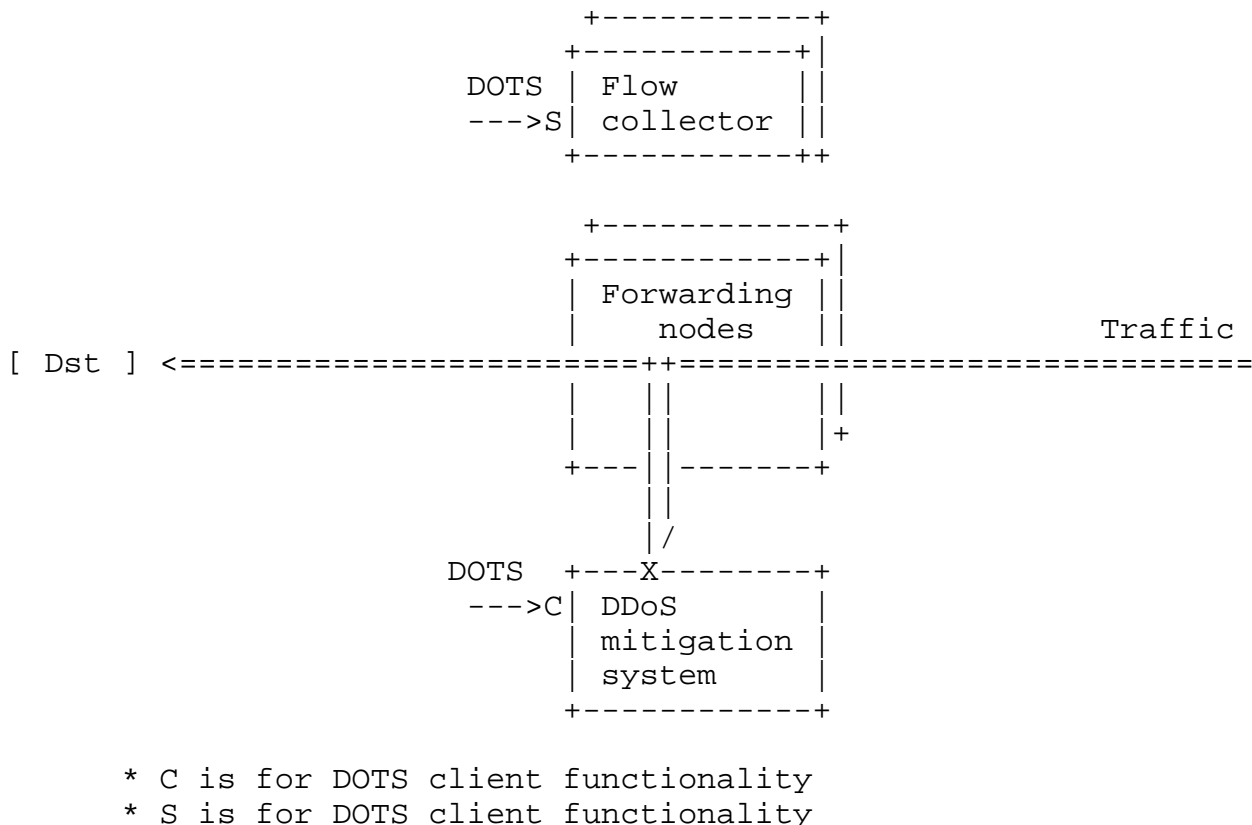 DOTS | Flow
--->S| collector
Forwarding
nodes
Traffic
[ Dst ] <========================++==============================
DOTS
--->C| DDoS
mitigation
system
* C is for DOTS client functionality
* S is for DOTS client functionality